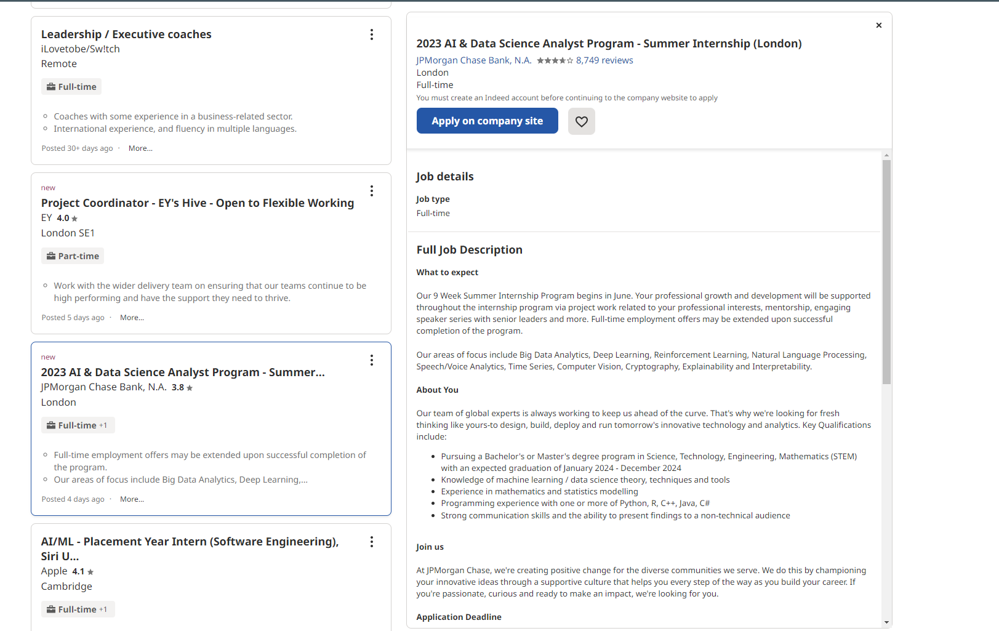 Leadership / Executive coaches
iLovetobe/Sw!tch
Remote
Full-time
Coaches with some experience in a business-related sector.
International experience, and fluency in multiple languages.
Posted 30+ days ago · More...
new
Project Coordinator - EY's Hive - Open to Flexible Working
EY 4.0
London SE1
Part-time
Work with the wider delivery team on ensuring that our teams continue to be
high performing and have the support they need to thrive.
Posted 5 days ago · More...
new
2023 AI & Data Science Analyst Program - Summer...
JPMorgan Chase Bank, N.A. 3.8
London
Full-time +1
Full-time employment offers may be extended upon successful completion of
the program.
Our areas of focus include Big Data Analytics, Deep Learning,...
Posted 4 days ago · More...
AI/ML - Placement Year Intern (Software Engineering),
Siri U...
Apple 4.1
Cambridge
Full-time +1
2023 AI & Data Science Analyst Program - Summer Internship (London)
JPMorgan Chase Bank, N.A. 8,749 reviews
London
Full-time
You must create an Indeed account before continuing to the company website to apply
Apply on company site
Job details
Job type
Full-time
Full Job Description
What to expect
Our 9 Week Summer Internship Program begins in June. Your professional growth and development will be supported
throughout the internship program via project work related to your professional interests, mentorship, engaging
speaker series with senior leaders and more. Full-time employment offers may be extended upon successful
completion of the program.
Our areas of focus include Big Data Analytics, Deep Learning, Reinforcement Learning, Natural Language Processing,
Speech/Voice Analytics, Time Series, Computer Vision, Cryptography, Explainability and Interpretability.
About You
Our team of global experts is always working to keep us ahead of the curve. That's why we're looking for fresh
thinking like yours-to design, build, deploy and run tomorrow's innovative technology and analytics. Key Qualifications
include:
Pursuing a Bachelor's or Master's degree program in Science, Technology, Engineering, Mathematics (STEM)
with an expected graduation of January 2024 - December 2024
Knowledge of machine learning / data science theory, techniques and tools
Experience in mathematics and statistics modelling
Programming experience with one or more of Python, R, C++, Java, C#
Strong communication skills and the ability to present findings to a non-technical audience
Join us
At JPMorgan Chase, we're creating positive change for the diverse communities we serve. We do this by championing
your innovative ideas through a supportive culture that helps you every step of the way as you build your career. If
you're passionate, curious and ready to make an impact, we're looking for you.
Application Deadline